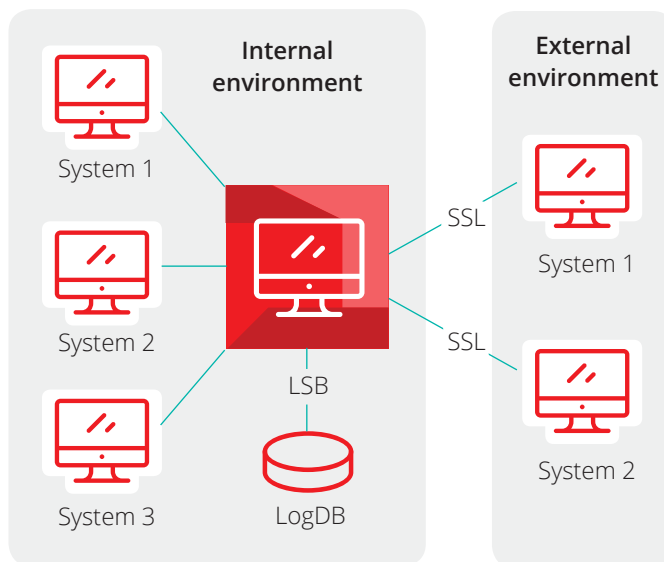 Internal
environment
System 1
System 2
System 3
LSB
LogDB
External
environment
SSL
System 1
SSL
System 2